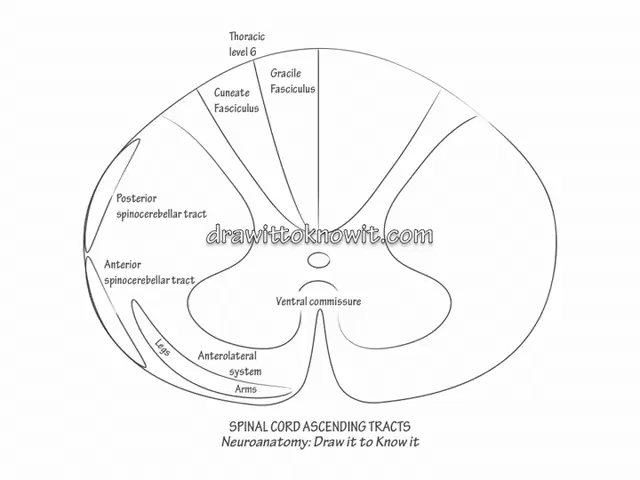 Thoracic
level 6
Gracile
Fasciculus
Cuneate
Fasciculus
Posterior
spinocerebellar tract
drawittoknowit.com
Anterior
spinocerebellar tract
Ventral commissure
Legs
Anterolateral
system
Arms
SPINAL CORD ASCENDING TRACTS
Neuroanatomy: Draw it to Know it